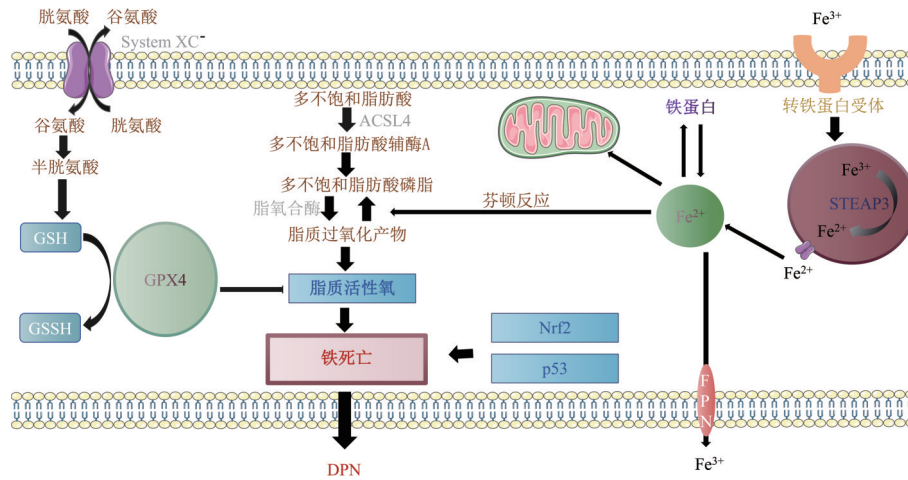 胱氨酸
谷氨酸
System XC-
谷氨酸
胱氨酸
半胱氨酸
GSH
GSSH
GPX4
多不饱和脂肪酸
ACSL4
多不饱和脂肪酸辅酶A
多不饱和脂肪酸磷脂
脂氧合酶
脂质过氧化产物
脂质活性氧
铁死亡
DPN
Nrf2
p53
芬顿反应
铁蛋白
Fe2+
FPN
Fe3+
Fe3+
转铁蛋白受体
Fe3+
STEAP3
Fe2+
Fe2+